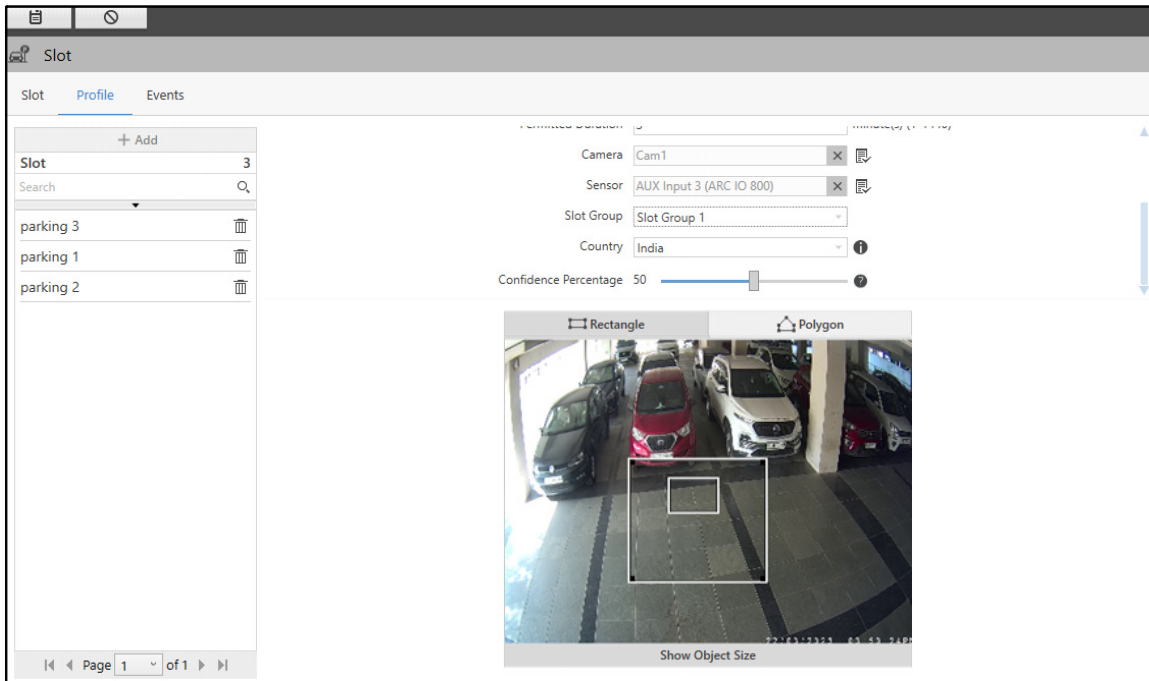 Slot
Slot Profile Events
+ Add
Slot 3
Search
parking 3
parking 1
parking 2
Page 1 of 1
Permitted Duration
Camera Cam1
Sensor AUX Input 3 (ARC IO 800)
Slot Group Slot Group 1
Country India
Confidence Percentage 50
Rectangle Polygon
Show Object Size